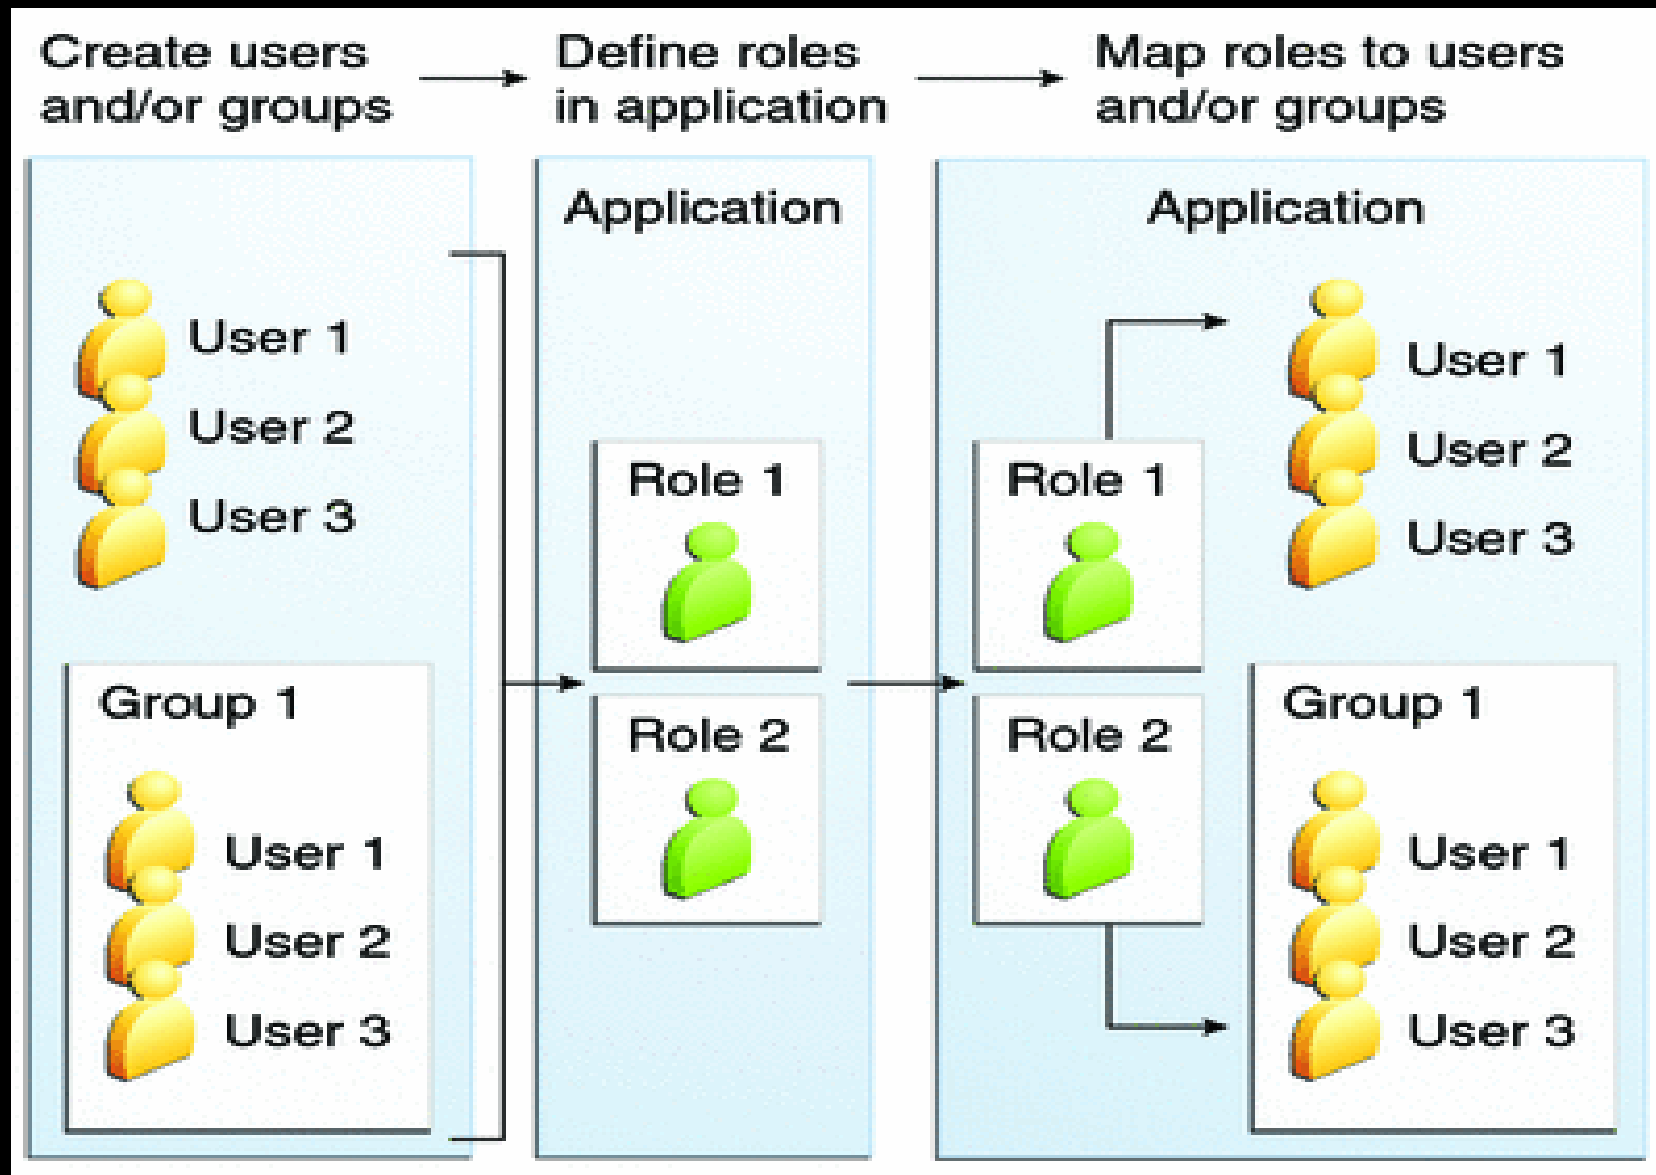 Create users
and/or groups
Define roles
in application
Map roles to users
and/or groups
User 1
User 2
User 3
Group 1
User 1
User 2
User 3
Application
Role 1
Role 2
Application
Role 1
Role 2
User 1
User 2
User 3
Group 1
User 1
User 2
User 3